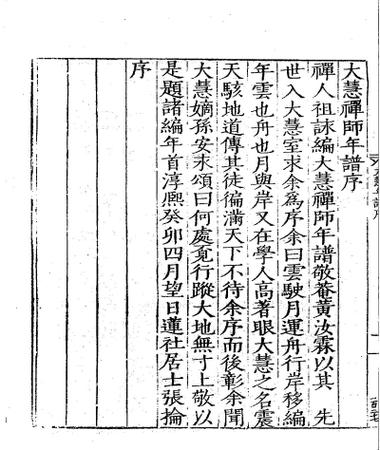 大慧禪師年譜序
禪人祖詠編大慧禪師年譜敬菴黃汝霖以其 先
世入大慧室求余為序余曰雲駛月運舟行岸移編
年雲也舟也月與岸又在學人高著眼大慧之名震
天駭地道傳其徒徧滿天下不待余序而後彰余聞
大慧嫡孫安永頌曰何處覔行蹤大地無寸土敬以
是題諸編年首淳熈癸卯四月望日蓮社居士張掄
序